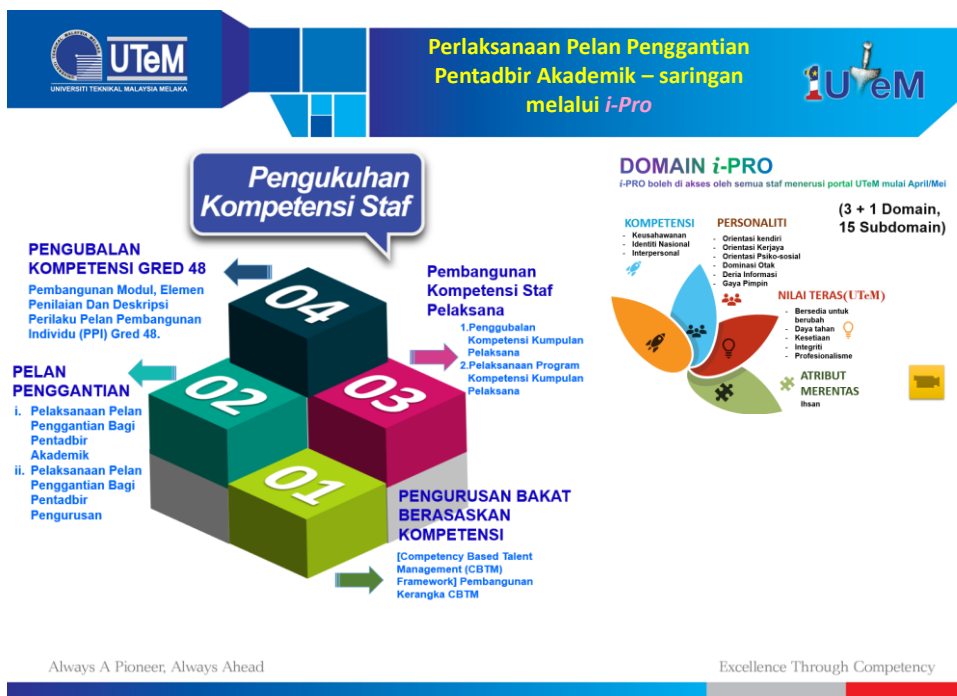 UTeM
UNIVERSITI TEKNIKAL MALAYSIA MELAKA
Perlaksanaan Pelan Penggantian
Pentadbir Akademik – saringan
melalui i-Pro
1UTeM
Pengukuhan
Kompetensi Staf
PENGUBALAN
KOMPETENSI GRED 48
Pembangunan Modul, Elemen
Penilaian Dan Deskripsi
Perilaku Pelan Pembangunan
Individu (PPI) Gred 48.
PELAN
PENGGANTIAN
i. Pelaksanaan Pelan
Penggantian Bagi
Pentadbir
Akademik
ii. Pelaksanaan Pelan
Penggantian Bagi
Pentadbir
Pengurusan
04
02
03
01
Pembangunan
Kompetensi Staf
Pelaksana
1.Penggubalan
Kompetensi Kumpulan
Pelaksana
2.Pelaksanaan Program
Kompetensi Kumpulan
Pelaksana
PENGURUSAN BAKAT
BERASASKAN
KOMPETENSI
[Competency Based Talent
Management (CBTM)
Framework] Pembangunan
Kerangka CBTM
DOMAIN i-PRO
i-PRO boleh di akses oleh semua staf menerusi portal UTeM mulai April/Mei
(3 + 1 Domain,
15 Subdomain)
KOMPETENSI
- Keusahawanan
- Identiti Nasional
- Interpersonal
PERSONALITI
- Orientasi kendiri
- Orientasi Kerjaya
- Orientasi Psiko-sosial
- Dominasi Otak
- Deria Informasi
- Gaya Pimpin
NILAI TERAS(UTeM)
- Bersedia untuk
berubah
- Daya tahan
- Kesetiaan
- Integriti
- Profesionalisme
ATRIBUT
MERENTAS
Ihsan
Always A Pioneer, Always Ahead
Excellence Through Competency